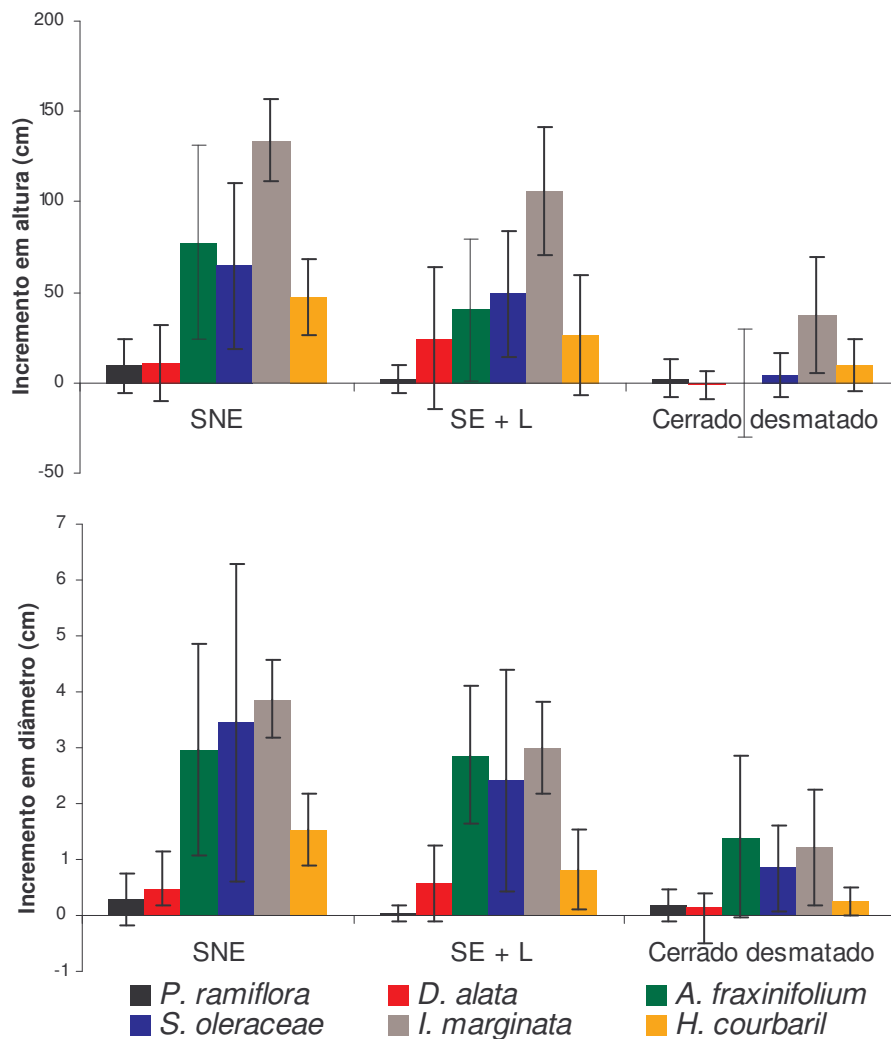 200
150
100
50
0
-50
Incremento em altura (cm)
SNE
SE + L
Cerrado desmatado
7
6
5
4
3
2
1
0
-1
Incremento em diâmetro (cm)
SNE
SE + L
Cerrado desmatado
P. ramiflora
D. alata
A. fraxinifolium
S. oleraceae
I. marginata
H. courbaril